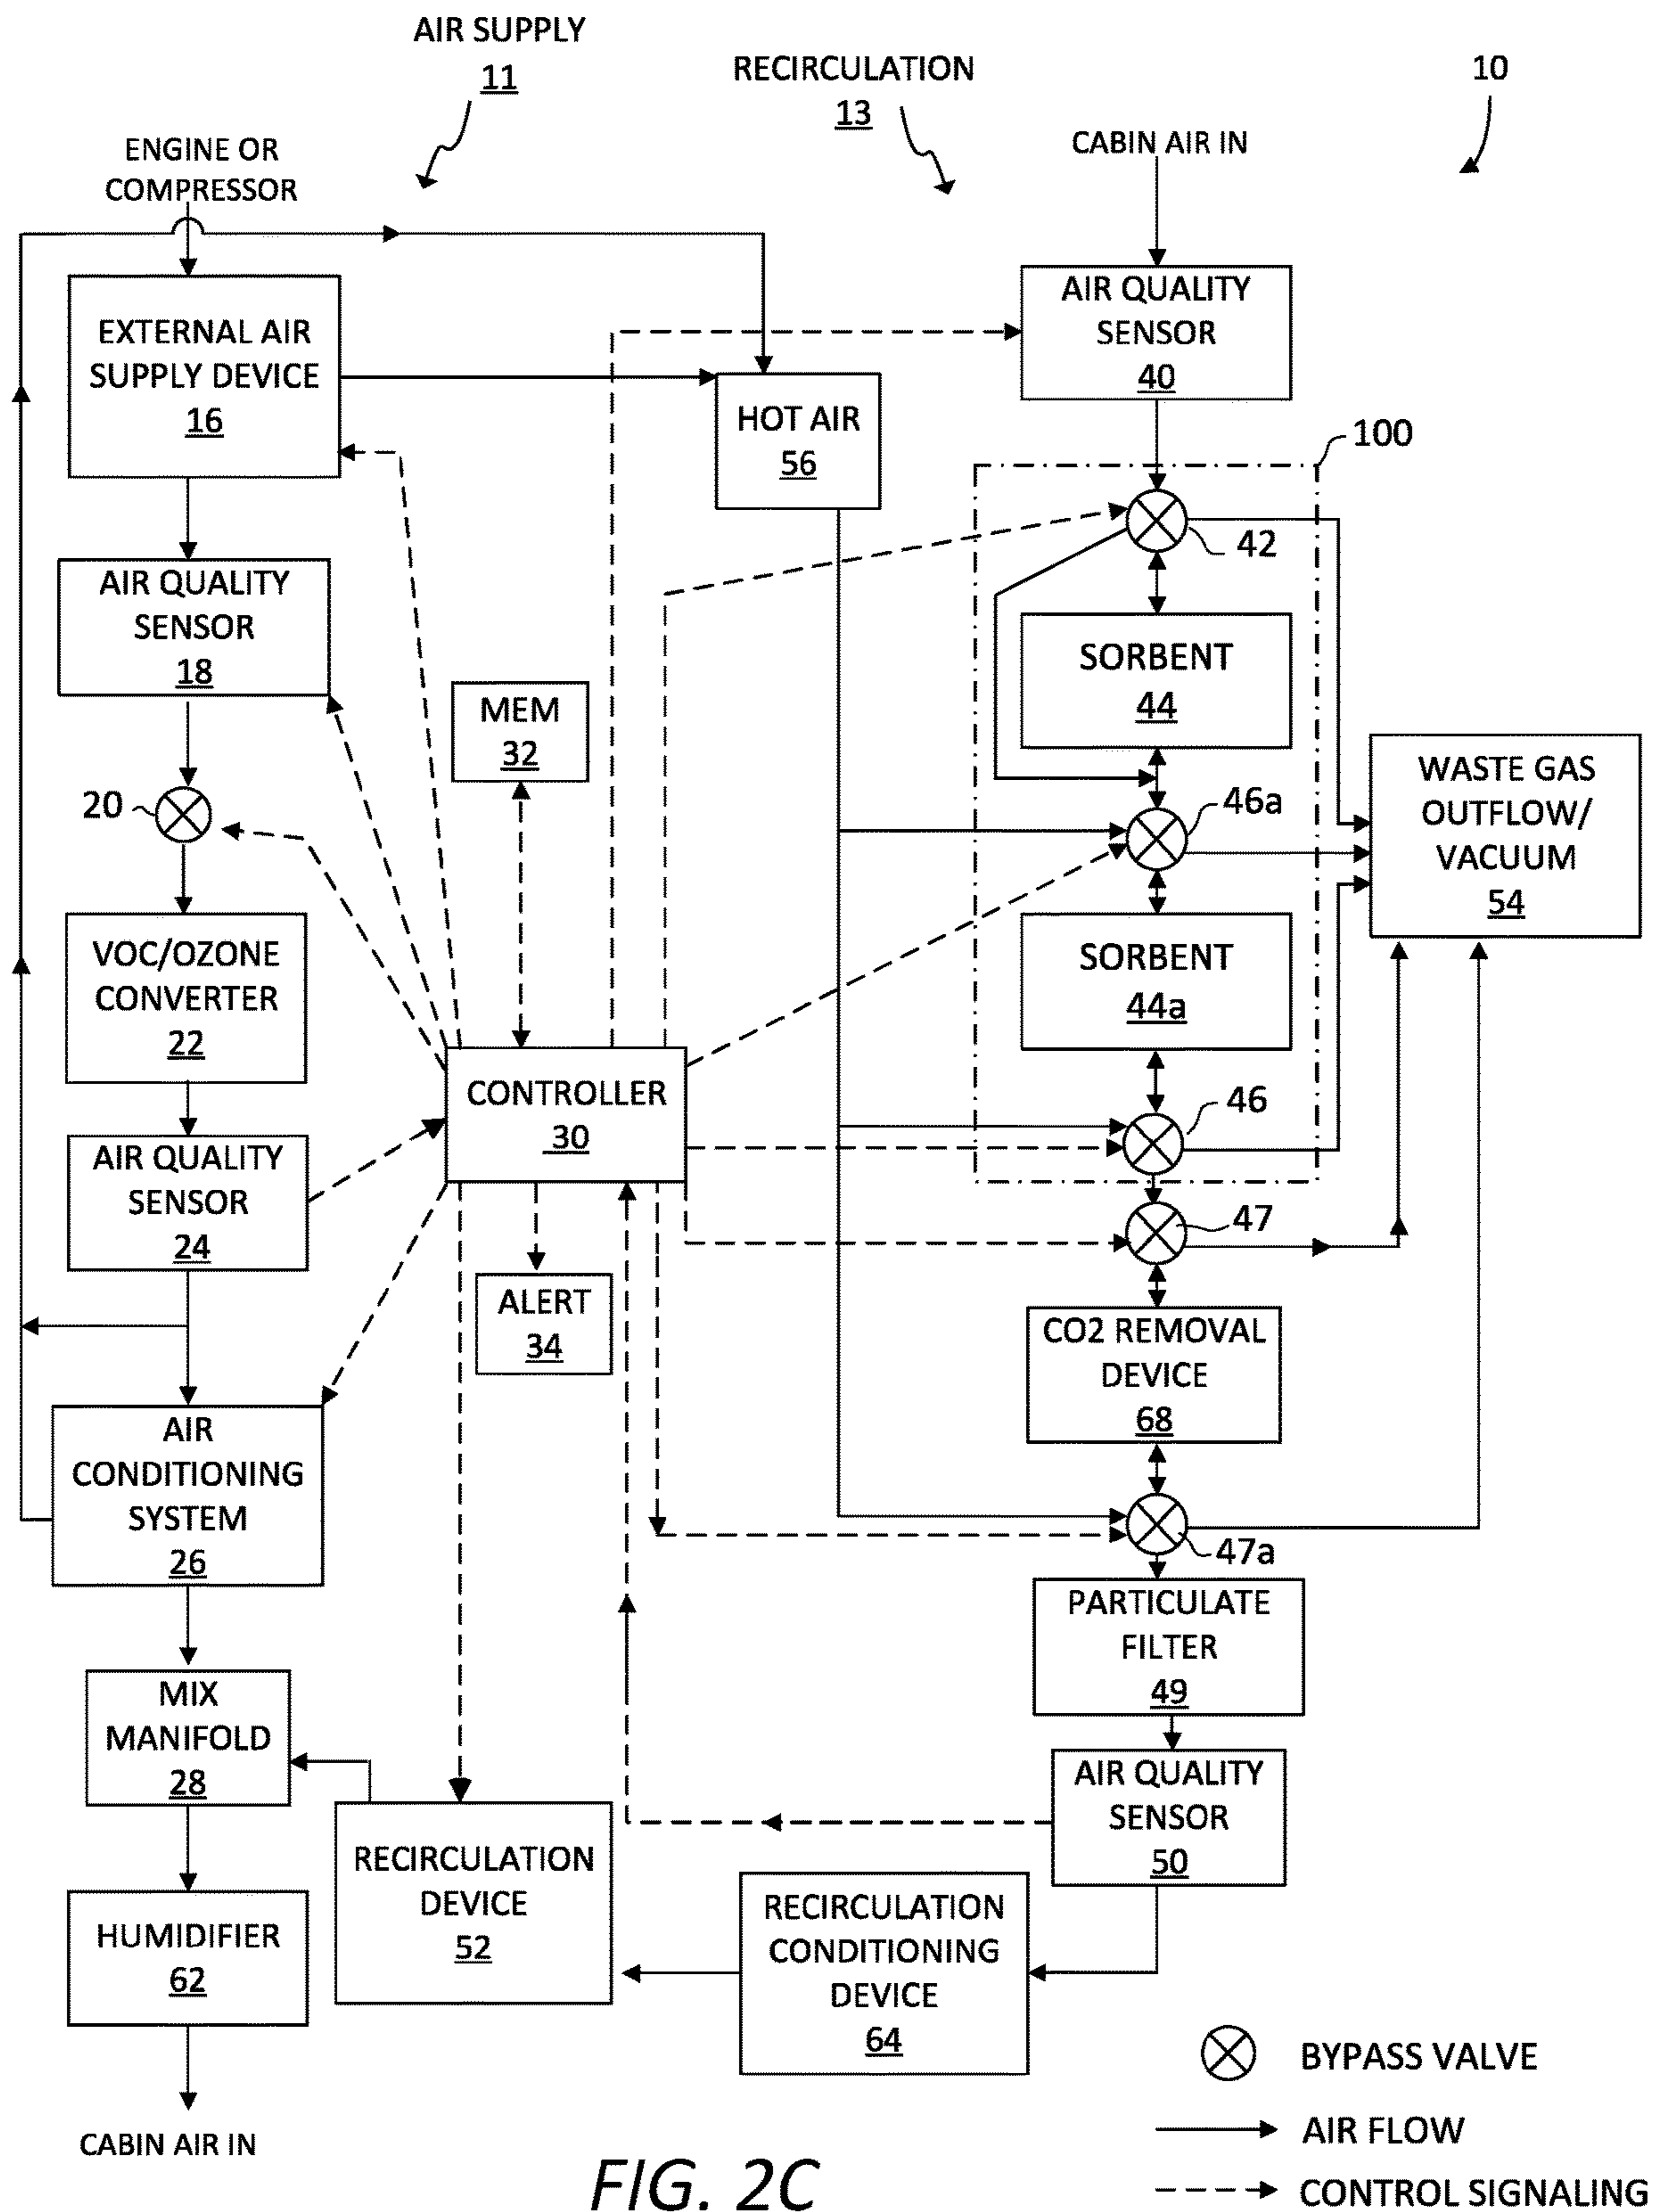 AIR SUPPLY
11
RECIRCULATION
13
10
ENGINE OR
COMPRESSOR
CABIN AIR IN
EXTERNAL AIR
SUPPLY DEVICE
16
AIR QUALITY
SENSOR
40
HOT AIR
56
100
42
AIR QUALITY
SENSOR
18
SORBENT
44
MEM
32
20
46a
WASTE GAS
OUTFLOW/
VACUUM
54
VOC/OZONE
CONVERTER
22
SORBENT
44a
CONTROLLER
30
46
AIR QUALITY
SENSOR
24
47
ALERT
34
CO2 REMOVAL
DEVICE
68
AIR
CONDITIONING
SYSTEM
26
47a
PARTICULATE
FILTER
49
MIX
MANIFOLD
28
AIR QUALITY
SENSOR
50
RECIRCULATION
DEVICE
52
RECIRCULATION
CONDITIONING
DEVICE
64
HUMIDIFIER
62
CABIN AIR IN
BYPASS VALVE
AIR FLOW
CONTROL SIGNALING
FIG. 2C